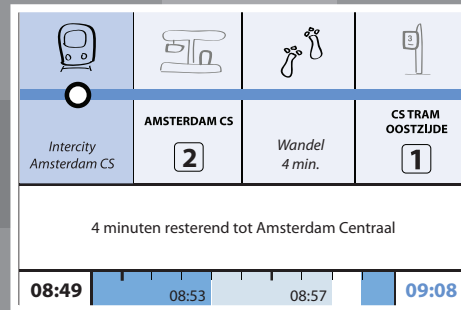 3
Intercity
Amsterdam CS
AMSTERDAM CS
2
Wandel
4 min.
CS TRAM
OOSTZIJDE
1
4 minuten resterend tot Amsterdam Centraal
08:49
08:53
08:57
09:08